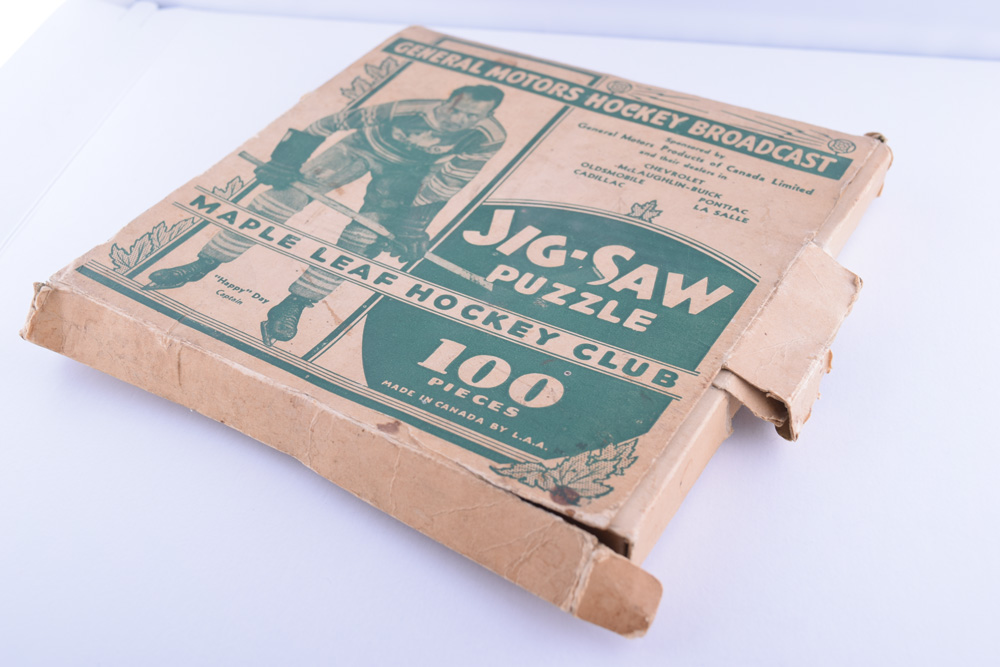 GENERAL MOTORS HOCKEY BROADCAST
Sponsored by
General Motors Products of Canada Limited
and their dealers in
CHEVROLET
McLAUGHLIN-BUICK
OLDSMOBILE PONTIAC
CADILLAC LA SALLE
JIG-SAW
PUZZLE
MAPLE LEAF HOCKEY CLUB
"Happy" Day
Captain
100
PIECES
MADE IN CANADA BY L.A.A.